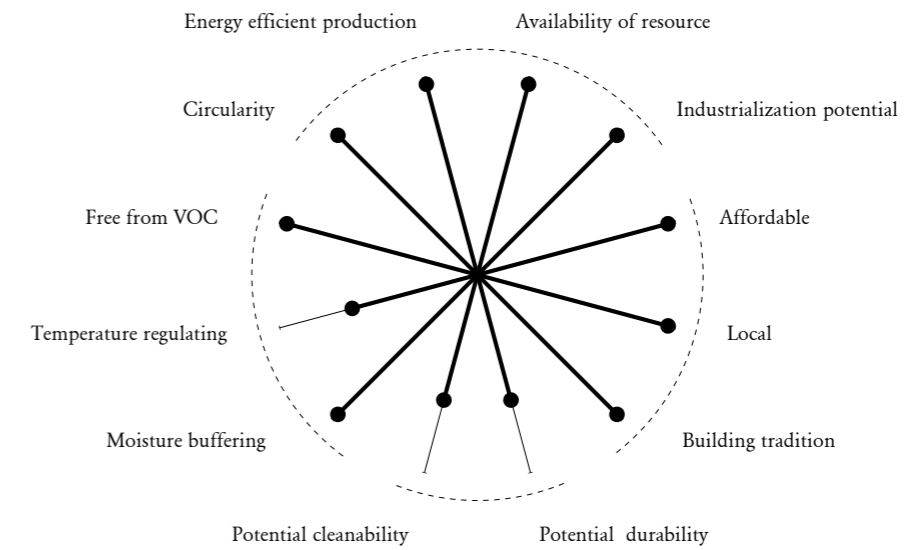 Energy efficient production
Availability of resource
Circularity
Industrialization potential
Free from VOC
Affordable
Temperature regulating
Local
Moisture buffering
Building tradition
Potential cleanability
Potential  durability